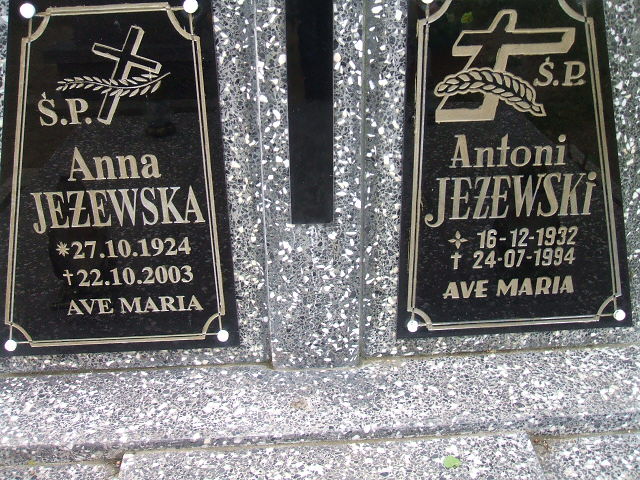 Ś.P.
Anna
JEŻEWSKA
*27.10.1924
†22.10.2003
AVE MARIA
Ś.P.
Antoni
JEŻEWSKi
16-12-1932
† 24-07-1994
AVE MARIA